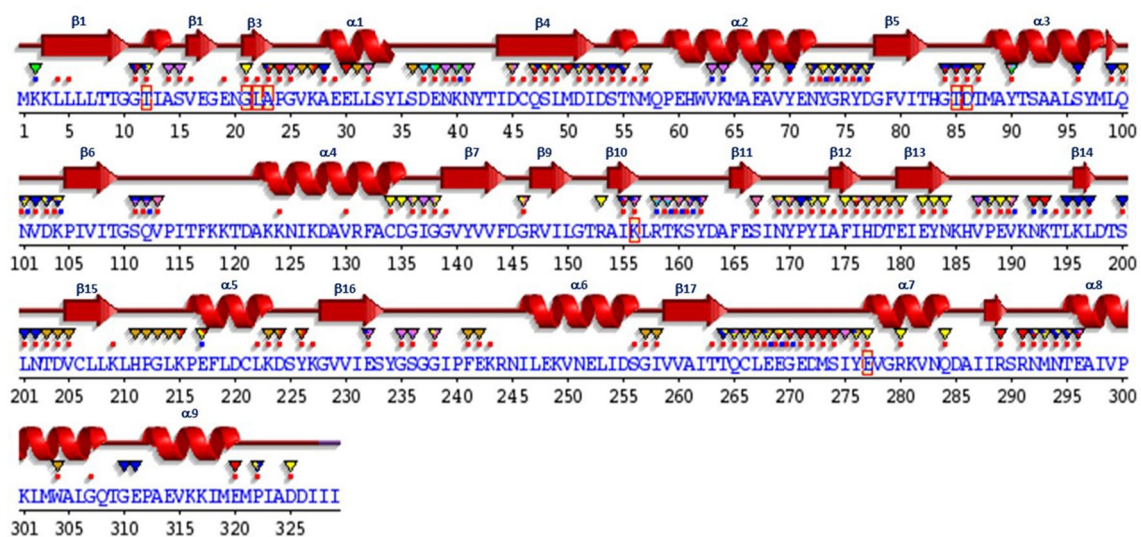 β1 β1 β3 α1 β4 α2 β5 α3
MKKLLLLTTGGTIASVEGENGLAPGVKAEELLSYLSDENKNYTIDCQSLMDIDSTNMQPEHWVKMAEAVYENYGRYDGFVITHGTDTMAYTSAALSYMLQ
1 5 10 15 20 25 30 35 40 45 50 55 60 65 70 75 80 85 90 95 100
β6 α4 β7 β9 β10 β11 β12 β13 β14
NVDKPIVITGSQVPITFKKTDAKKNIKDAVRFACDGIGGVYVVFDGRVILGTRAIKLRTKSYDAFESINYPYIAFIHDTEIEYNKHVPEVKNKTLKLDTS
101 105 110 115 120 125 130 135 140 145 150 155 160 165 170 175 180 185 190 195 200
β15 α5 β16 α6 β17 α7 α8
LNTDVCLLKLHPGLKPEFLDCLKDSYKGVVIESYGSGGIPFEKRNILEKVNELIDSGIVVAITTQCLEEGEDMSIYEVGRKVNQDAIIRSRNMNTEAIVP
201 205 210 215 220 225 230 235 240 245 250 255 260 265 270 275 280 285 290 295 300
α9
KLMWALGQTGEPAEVKKIMEMPIADDIII
301 305 310 315 320 325